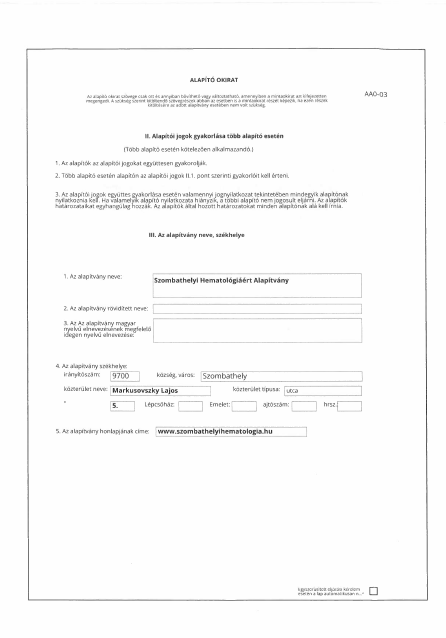 ALAPÍTÓ OKIRAT
Az alapító okirat szövege csak ott és annyiban bővíthető vagy változtatható, amennyiben a mintaokirat azt kifejezetten
megengedi. A szükség szerint kitöltendő szövegrészek abban az esetben is a mintaokirat részét képezik, ha ezen részek
kitöltésére az adott alapítvány esetében nem volt szükség.
AAO-03
II. Alapítói jogok gyakorlása több alapító esetén
(Több alapító esetén kötelezően alkalmazandó.)
1. Az alapítók az alapítói jogokat együttesen gyakorolják.
2. Több alapító esetén alapítón az alapítói jogok II.1. pont szerinti gyakorlóit kell érteni.
3. Az alapítói jogok együttes gyakorlása esetén valamennyi jognyilatkozat tekintetében mindegyik alapítónak
nyilatkoznia kell. Ha valamelyik alapító nyilatkozata hiányzik, a többi alapító nem jogosult eljárni. Az alapítók
határozataikat egyhangúlag hozzák. Az alapítók által hozott határozatokat minden alapítónak alá kell írnia.
III. Az alapítvány neve, székhelye
1. Az alapítvány neve:
Szombathelyi Hematológiáért Alapítvány
2. Az alapítvány rövidített neve:
3. Az Az alapítvány magyar
nyelvű elnevezésének megfelelő
idegen nyelvű elnevezése:
4. Az alapítvány székhelye:
irányítószám: 9700 község, város: Szombathely
közterület neve: Markusovszky Lajos közterület típusa: utca
5. Lépcsőház: Emelet: ajtószám: hrsz.:
5. Az alapítvány honlapjának címe: www.szombathelyihematologia.hu
esetén a lap automatikusan